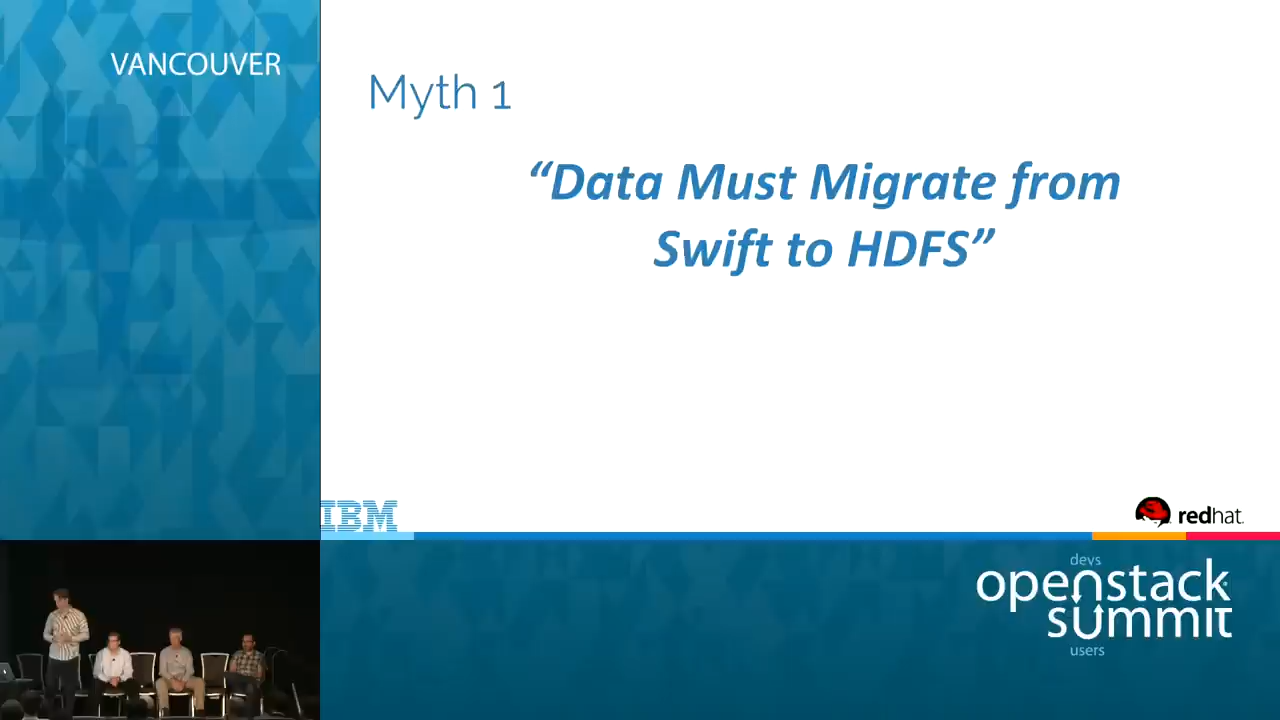 VANCOUVER
Myth 1
“Data Must Migrate from
Swift to HDFS”
IBM
redhat.
devs
openstack
summit
users